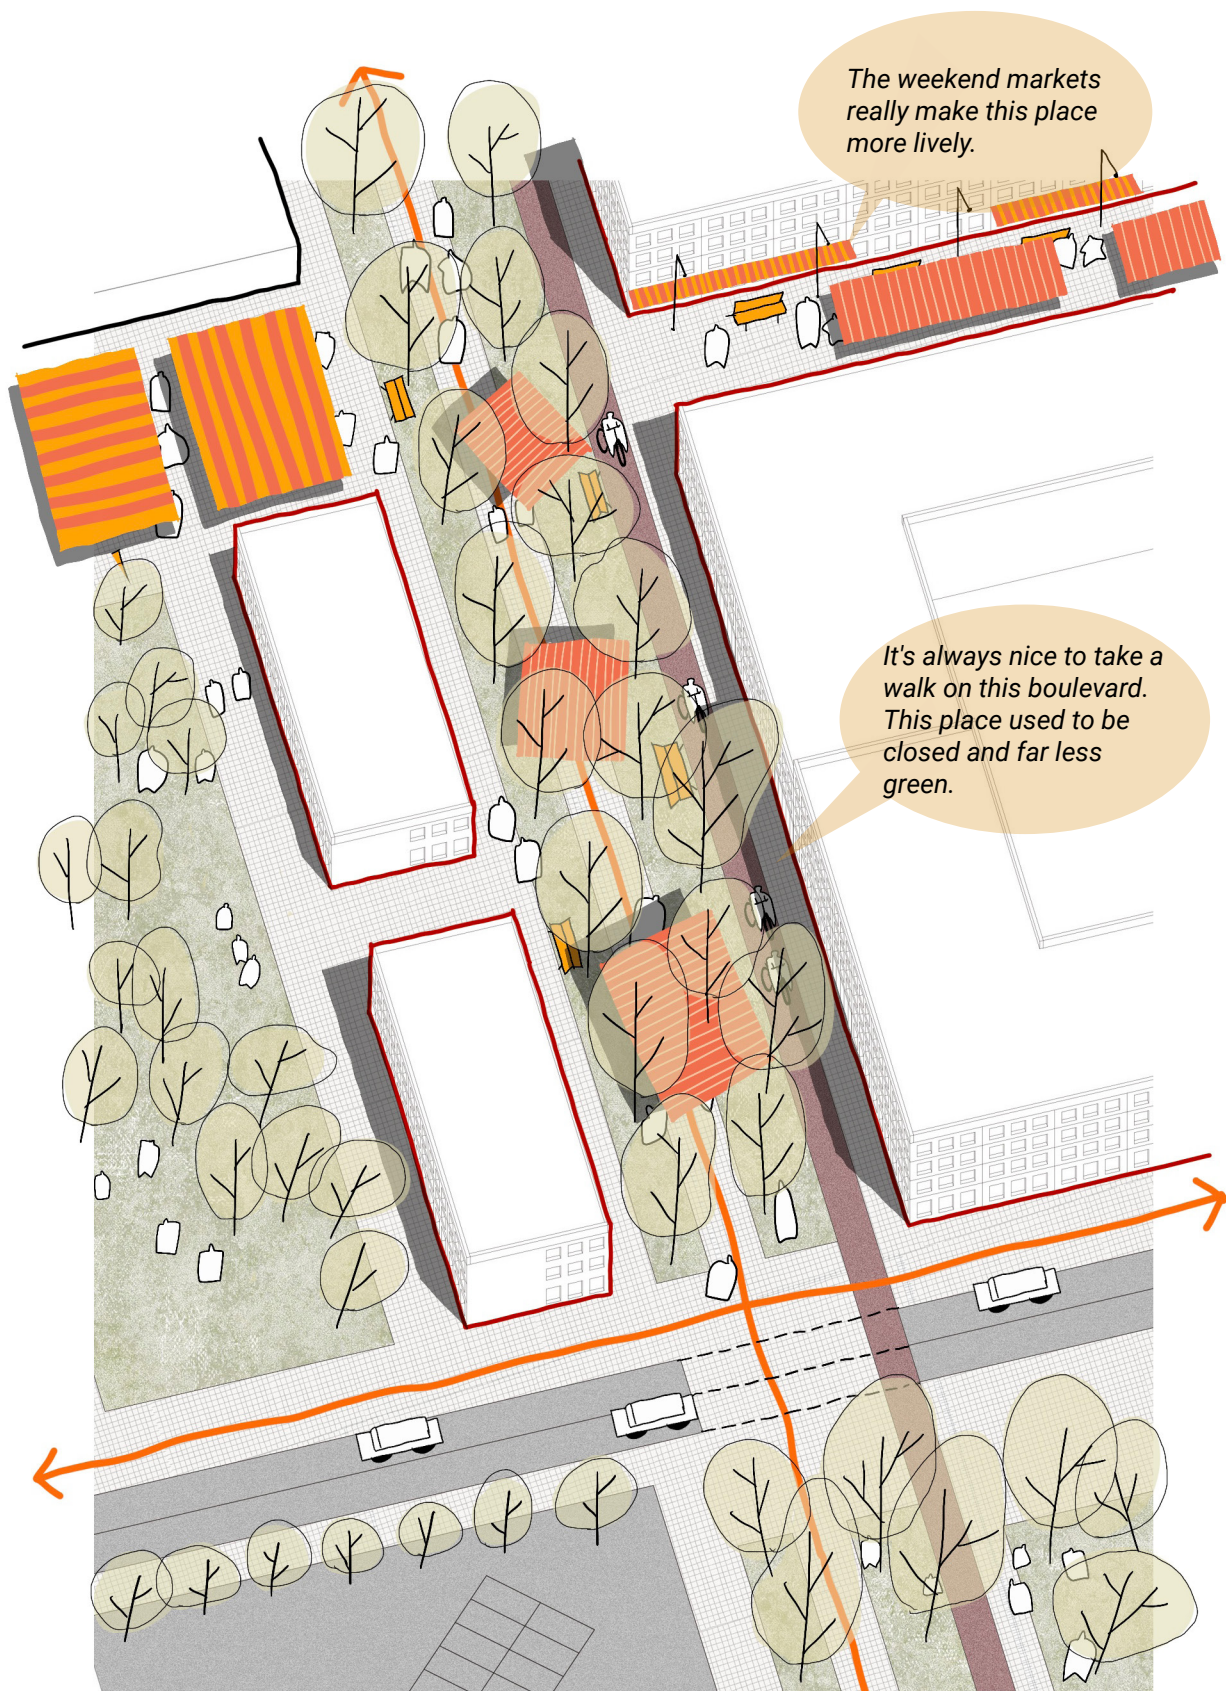 The weekend markets
really make this place
more lively.
It's always nice to take a
walk on this boulevard.
This place used to be
closed and far less
green.